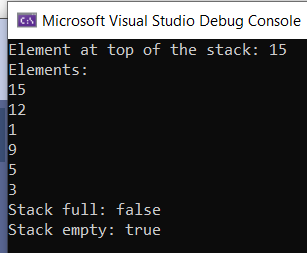 Microsoft Visual Studio Debug Console
Element at top of the stack: 15
Elements:
15
12
1
9
5
3
Stack full: false
Stack empty: true